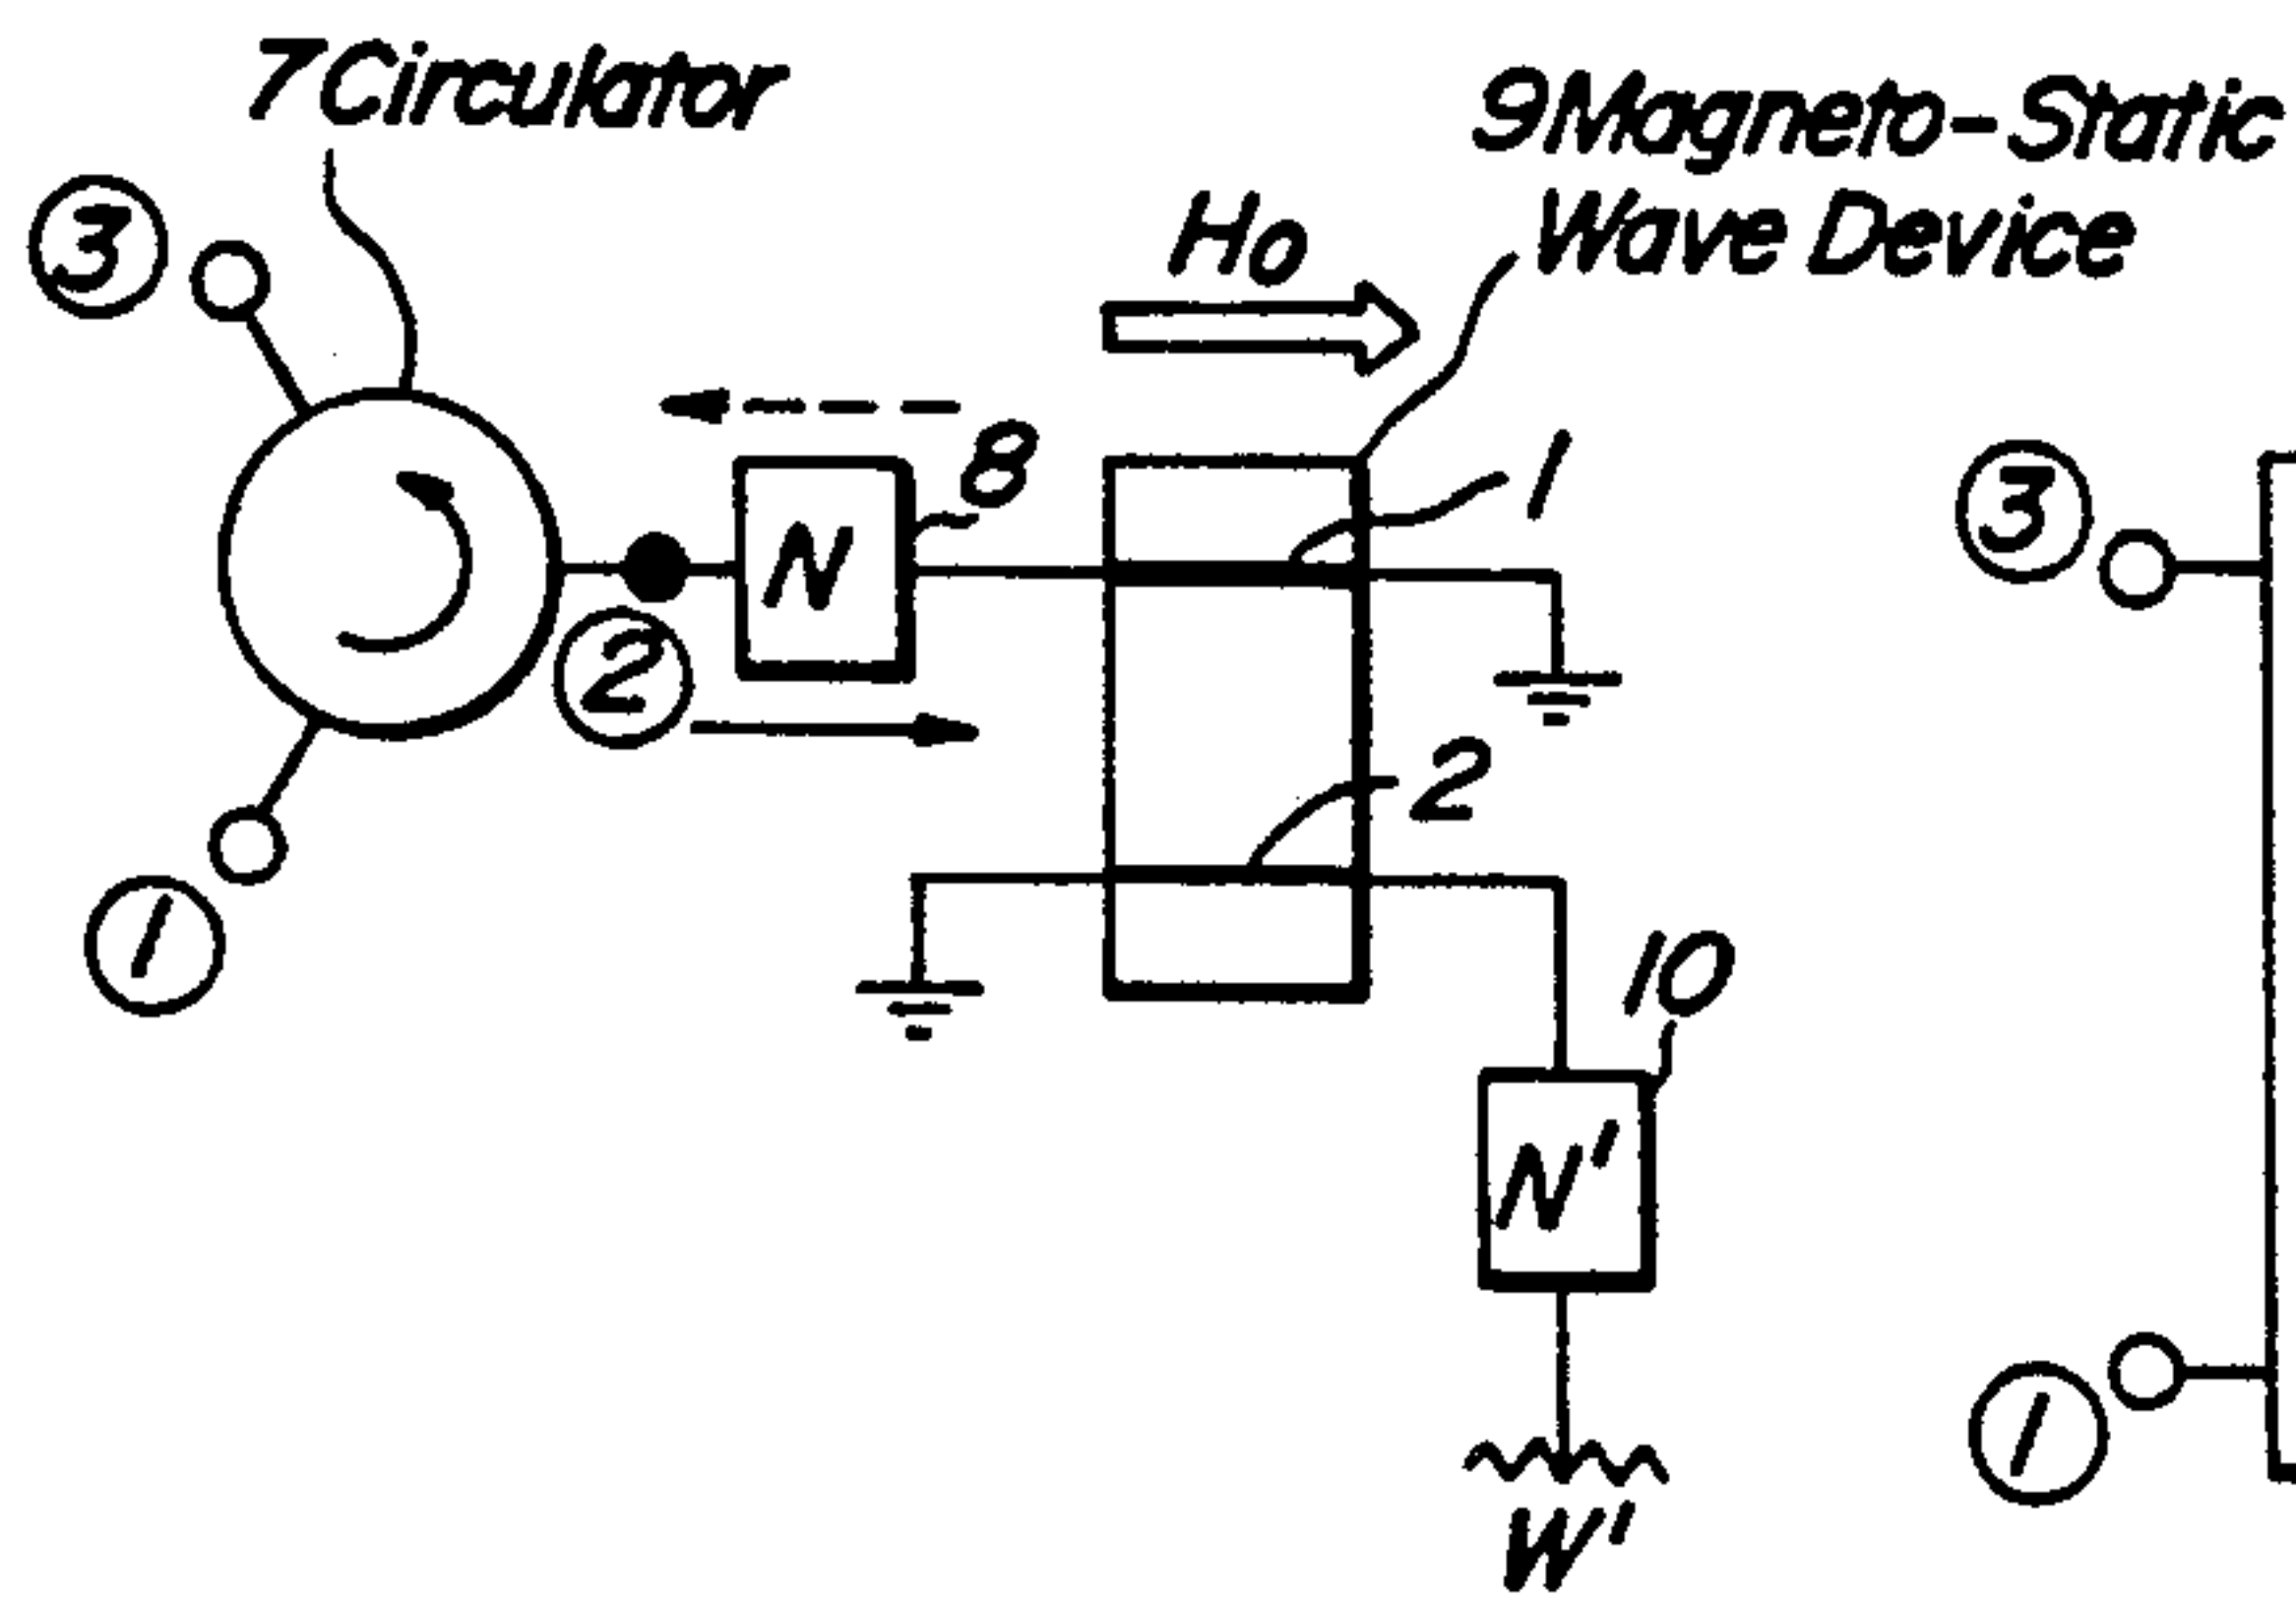 7 Circulator
9 Magneto-Static
Wave Device
Ho
3
8
1
N
3
2
2
1
10
N'
1
W'